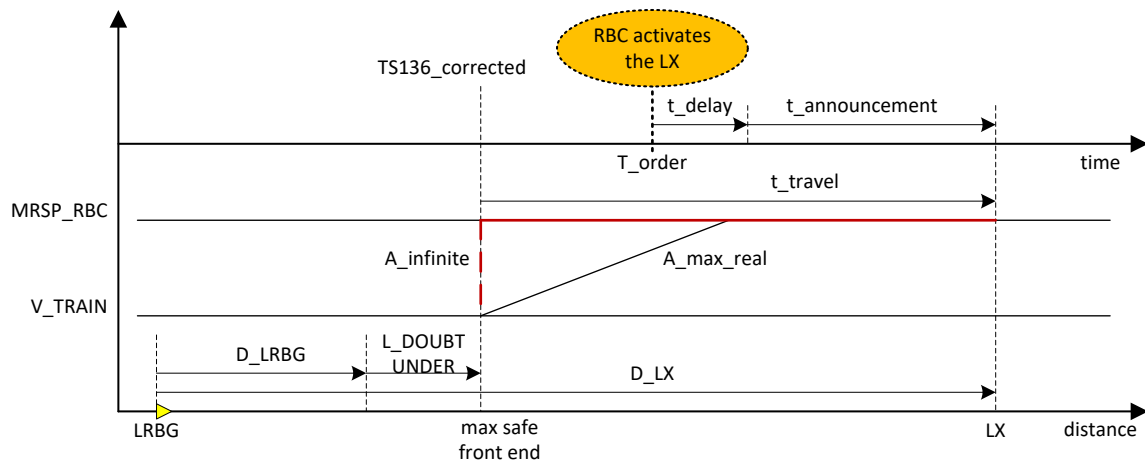 RBC activates
the LX
TS136_corrected
t_delay
t_announcement
T_order
time
t_travel
MRSP_RBC
A_infinite
A_max_real
V_TRAIN
D_LRBG
L_DOUBT
UNDER
D_LX
LRBG
max safe
front end
LX
distance